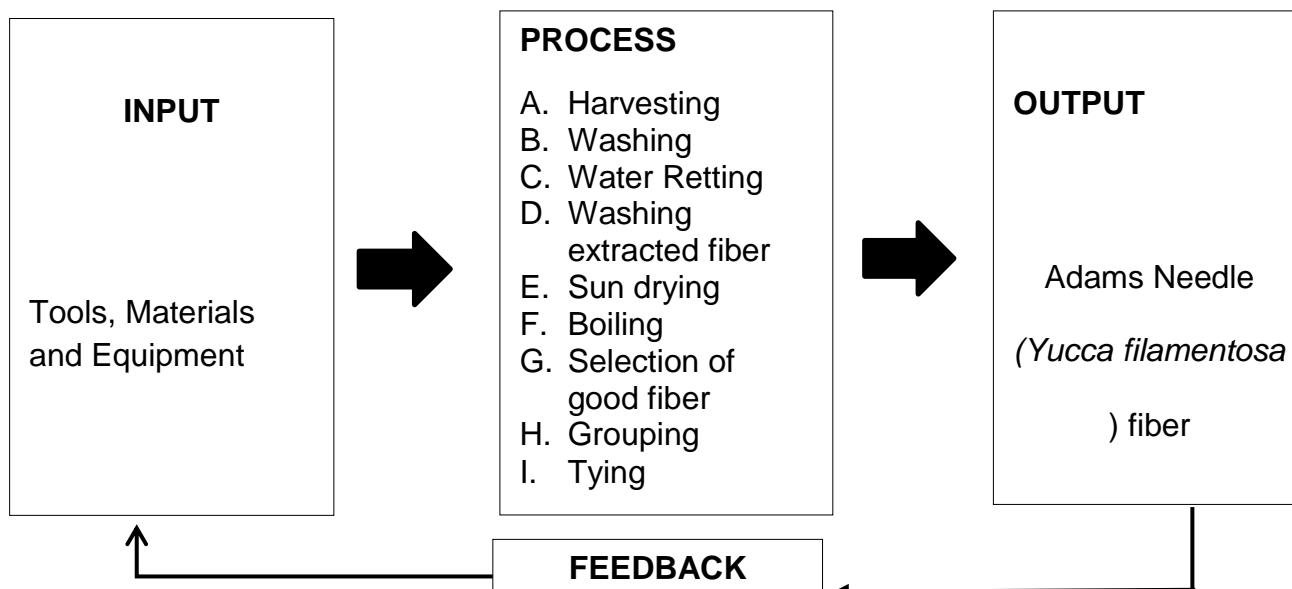 INPUT
Tools, Materials
and Equipment
PROCESS
A. Harvesting
B. Washing
C. Water Retting
D. Washing
extracted fiber
E. Sun drying
F. Boiling
G. Selection of
good fiber
H. Grouping
I. Tying
OUTPUT
Adams Needle
(Yucca filamentosa
) fiber
FEEDBACK